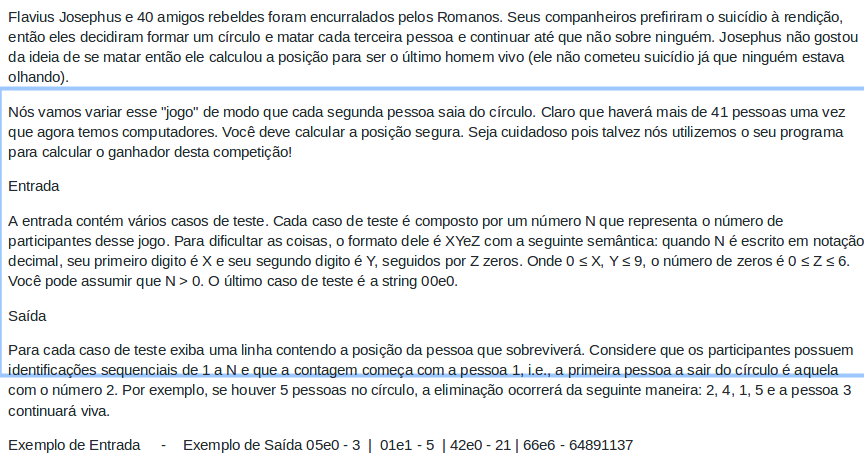 Flavius Josephus e 40 amigos rebeldes foram encurralados pelos Romanos. Seus companheiros prefiriram o suicídio à rendição,
então eles decidiram formar um círculo e matar cada terceira pessoa e continuar até que não sobre ninguém. Josephus não gostou
da ideia de se matar então ele calculou a posição para ser o último homem vivo (ele não cometeu suicídio já que ninguém estava
olhando).
Nós vamos variar esse "jogo" de modo que cada segunda pessoa saia do círculo. Claro que haverá mais de 41 pessoas uma vez
que agora temos computadores. Você deve calcular a posição segura. Seja cuidadoso pois talvez nós utilizemos o seu programa
para calcular o ganhador desta competição!
Entrada
A entrada contém vários casos de teste. Cada caso de teste é composto por um número N que representa o número de
participantes desse jogo. Para dificultar as coisas, o formato dele é XYeZ com a seguinte semântica: quando N é escrito em notação
decimal, seu primeiro digito é X e seu segundo digito é Y, seguidos por Z zeros. Onde 0 ≤ X, Y ≤ 9, o número de zeros é 0 ≤ Z ≤ 6.
Você pode assumir que N > 0. O último caso de teste é a string 00e0.
Saída
Para cada caso de teste exiba uma linha contendo a posição da pessoa que sobreviverá. Considere que os participantes possuem
identificações sequenciais de 1 a N e que a contagem começa com a pessoa 1, i.e., a primeira pessoa a sair do círculo é aquela
com o número 2. Por exemplo, se houver 5 pessoas no círculo, a eliminação ocorrerá da seguinte maneira: 2, 4, 1, 5 e a pessoa 3
continuará viva.
Exemplo de Entrada - Exemplo de Saída 05e0 - 3 | 01e1 - 5 | 42e0 - 21 | 66e6 - 64891137